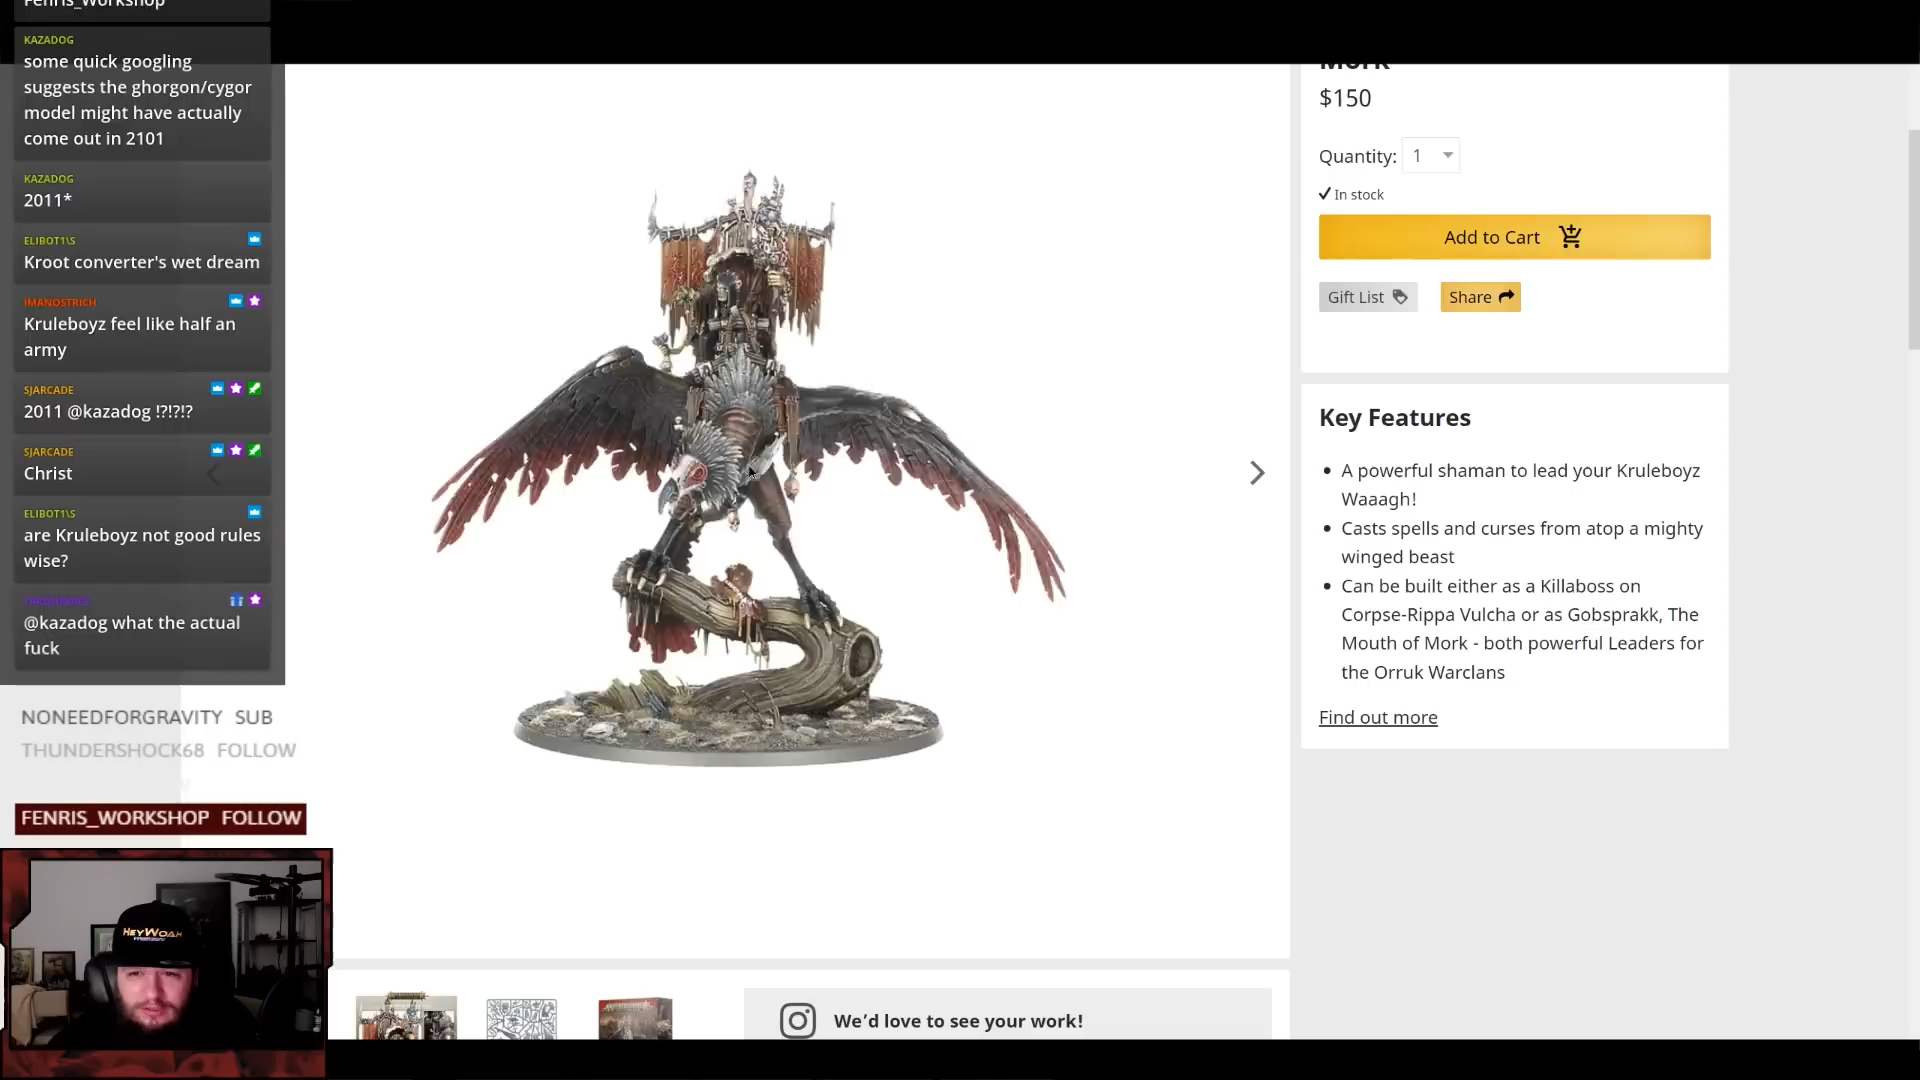 Fenris_Workshop
KAZADOG
some quick googling
suggests the ghorgon/cygor
model might have actually
come out in 2101
KAZADOG
2011*
ELIBOT1\S
Kroot converter's wet dream
IMANOSTRICH
Kruleboyz feel like half an
army
SJARCADE
2011 @kazadog !?!?!?
SJARCADE
Christ
ELIBOT1\S
are Kruleboyz not good rules
wise?
@kazadog what the actual
fuck
NONEEDFORGRAVITY SUB
THUNDERSHOCK68 FOLLOW
FENRIS_WORKSHOP FOLLOW
HEYWOAH
Mork
$150
Quantity: 1
In stock
Add to Cart
Gift List
Share
Key Features
• A powerful shaman to lead your Kruleboyz
Waaagh!
• Casts spells and curses from atop a mighty
winged beast
• Can be built either as a Killaboss on
Corpse-Rippa Vulcha or as Gobsprakk, The
Mouth of Mork - both powerful Leaders for
the Orruk Warclans
Find out more
We'd love to see your work!